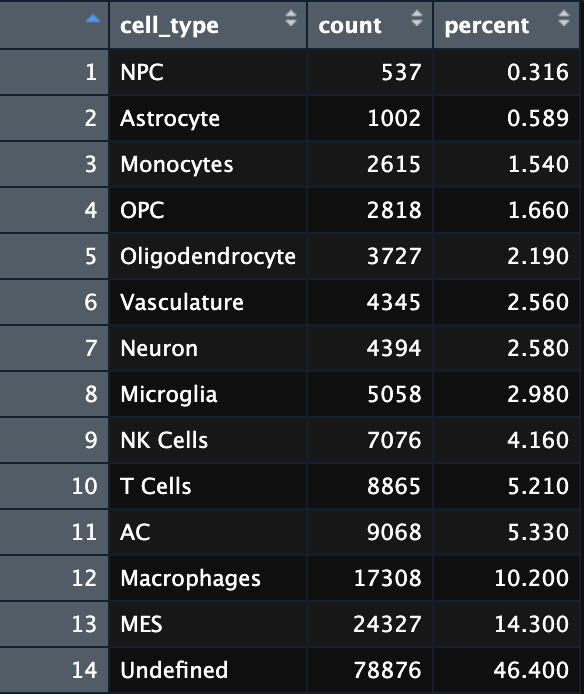 cell_type count percent
1 NPC 537 0.316
2 Astrocyte 1002 0.589
3 Monocytes 2615 1.540
4 OPC 2818 1.660
5 Oligodendrocyte 3727 2.190
6 Vasculature 4345 2.560
7 Neuron 4394 2.580
8 Microglia 5058 2.980
9 NK Cells 7076 4.160
10 T Cells 8865 5.210
11 AC 9068 5.330
12 Macrophages 17308 10.200
13 MES 24327 14.300
14 Undefined 78876 46.400